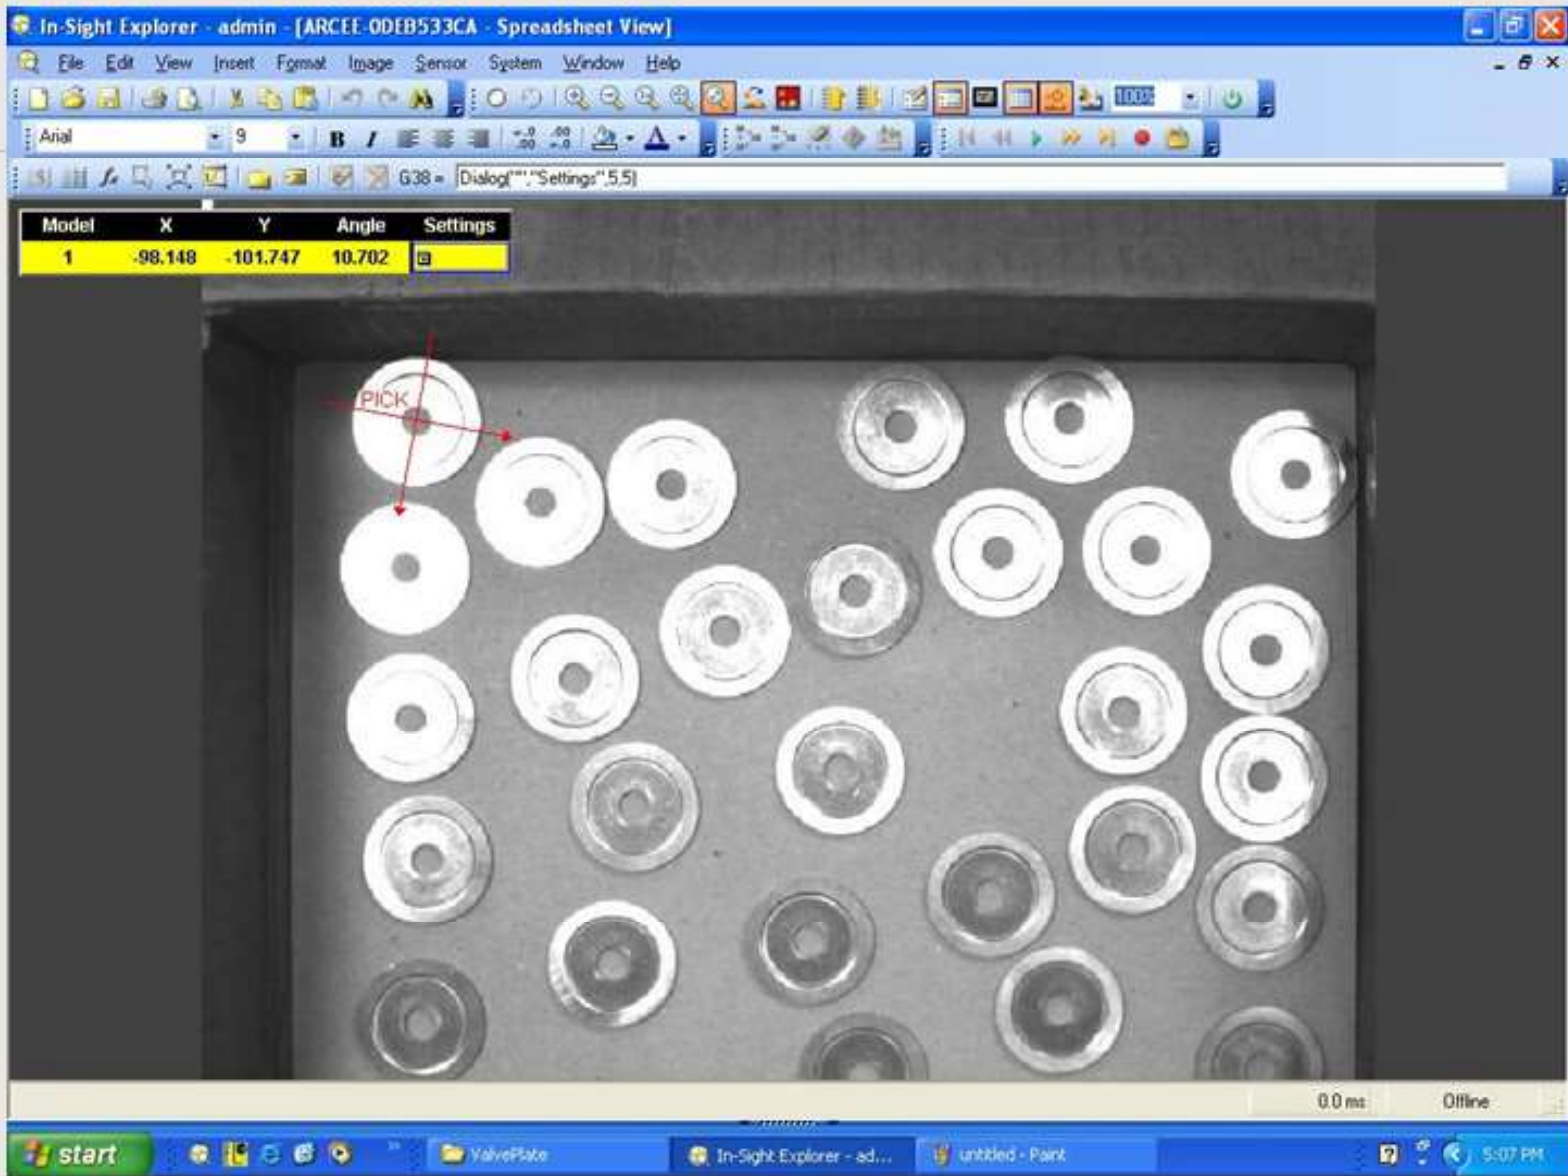 In-Sight Explorer - admin - [ARCEE-0DEB533CA - Spreadsheet View]
File Edit View Insert Format Image Sensor System Window Help
100%
Arial 9 B I A
G38 = Dialog("","Settings",5,5)
Model X Y Angle Settings
1 -98.148 -101.747 10.702
PICK
0.0 ms Offline
start ValvePlate In-Sight Explorer - ad... untitled - Paint 5:07 PM